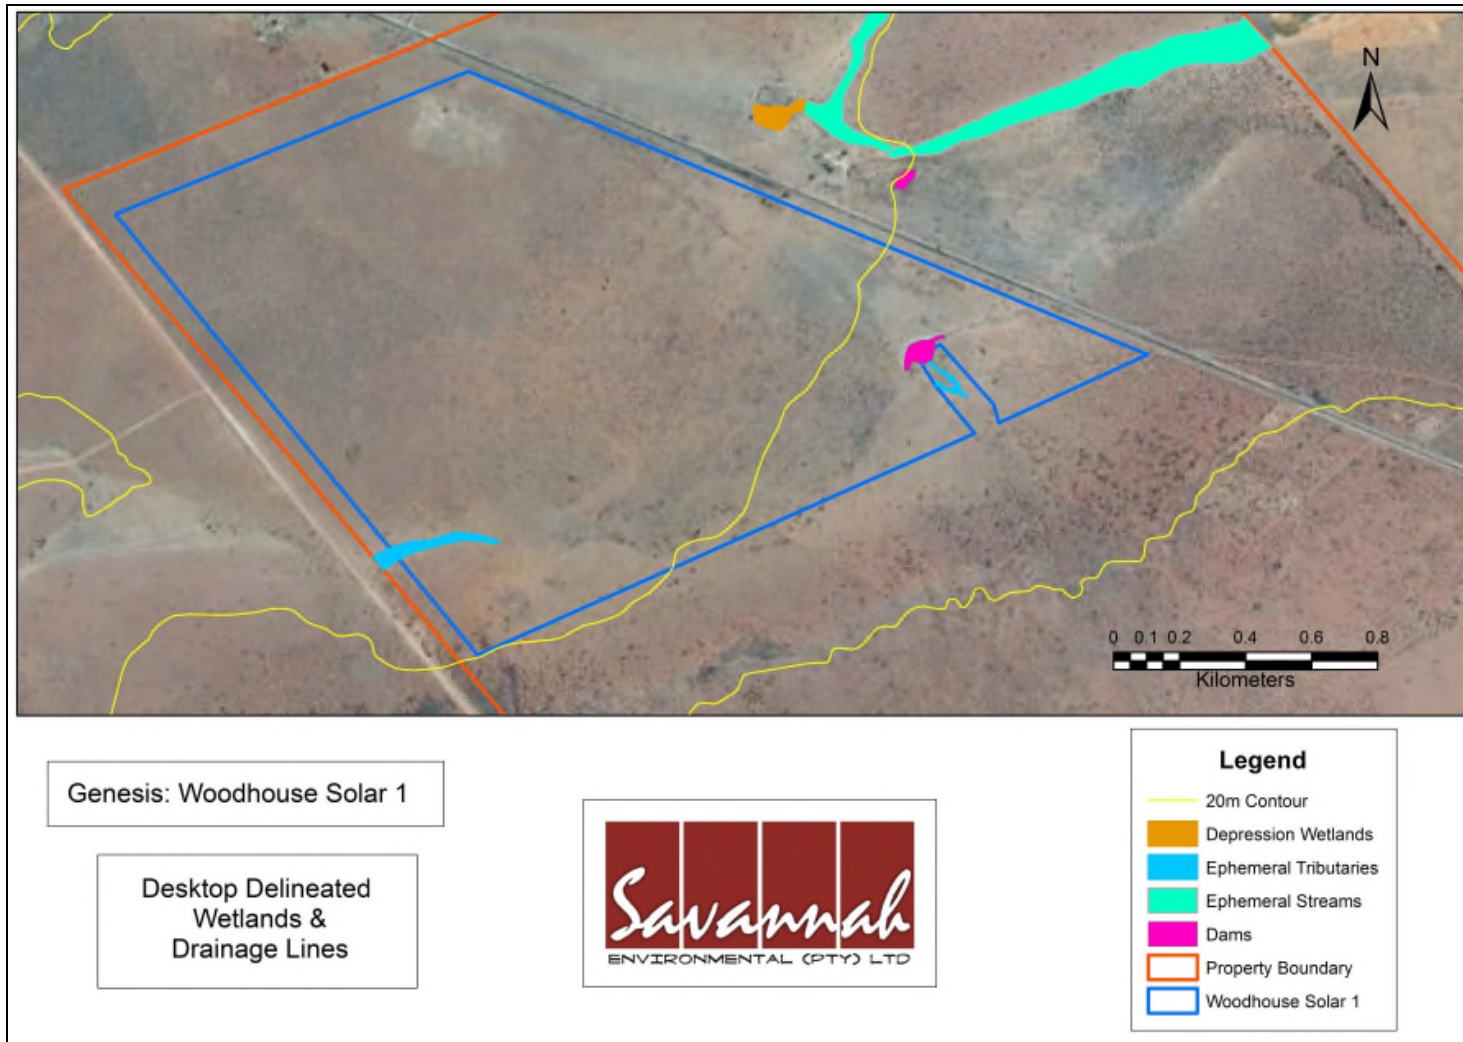 N
0 0.1 0.2 0.4 0.6 0.8
Kilometers
Genesis: Woodhouse Solar 1
Desktop Delineated
Wetlands &
Drainage Lines
Savannah
ENVIRONMENTAL (PTY) LTD
Legend
20m Contour
Depression Wetlands
Ephemeral Tributaries
Ephemeral Streams
Dams
Property Boundary
Woodhouse Solar 1